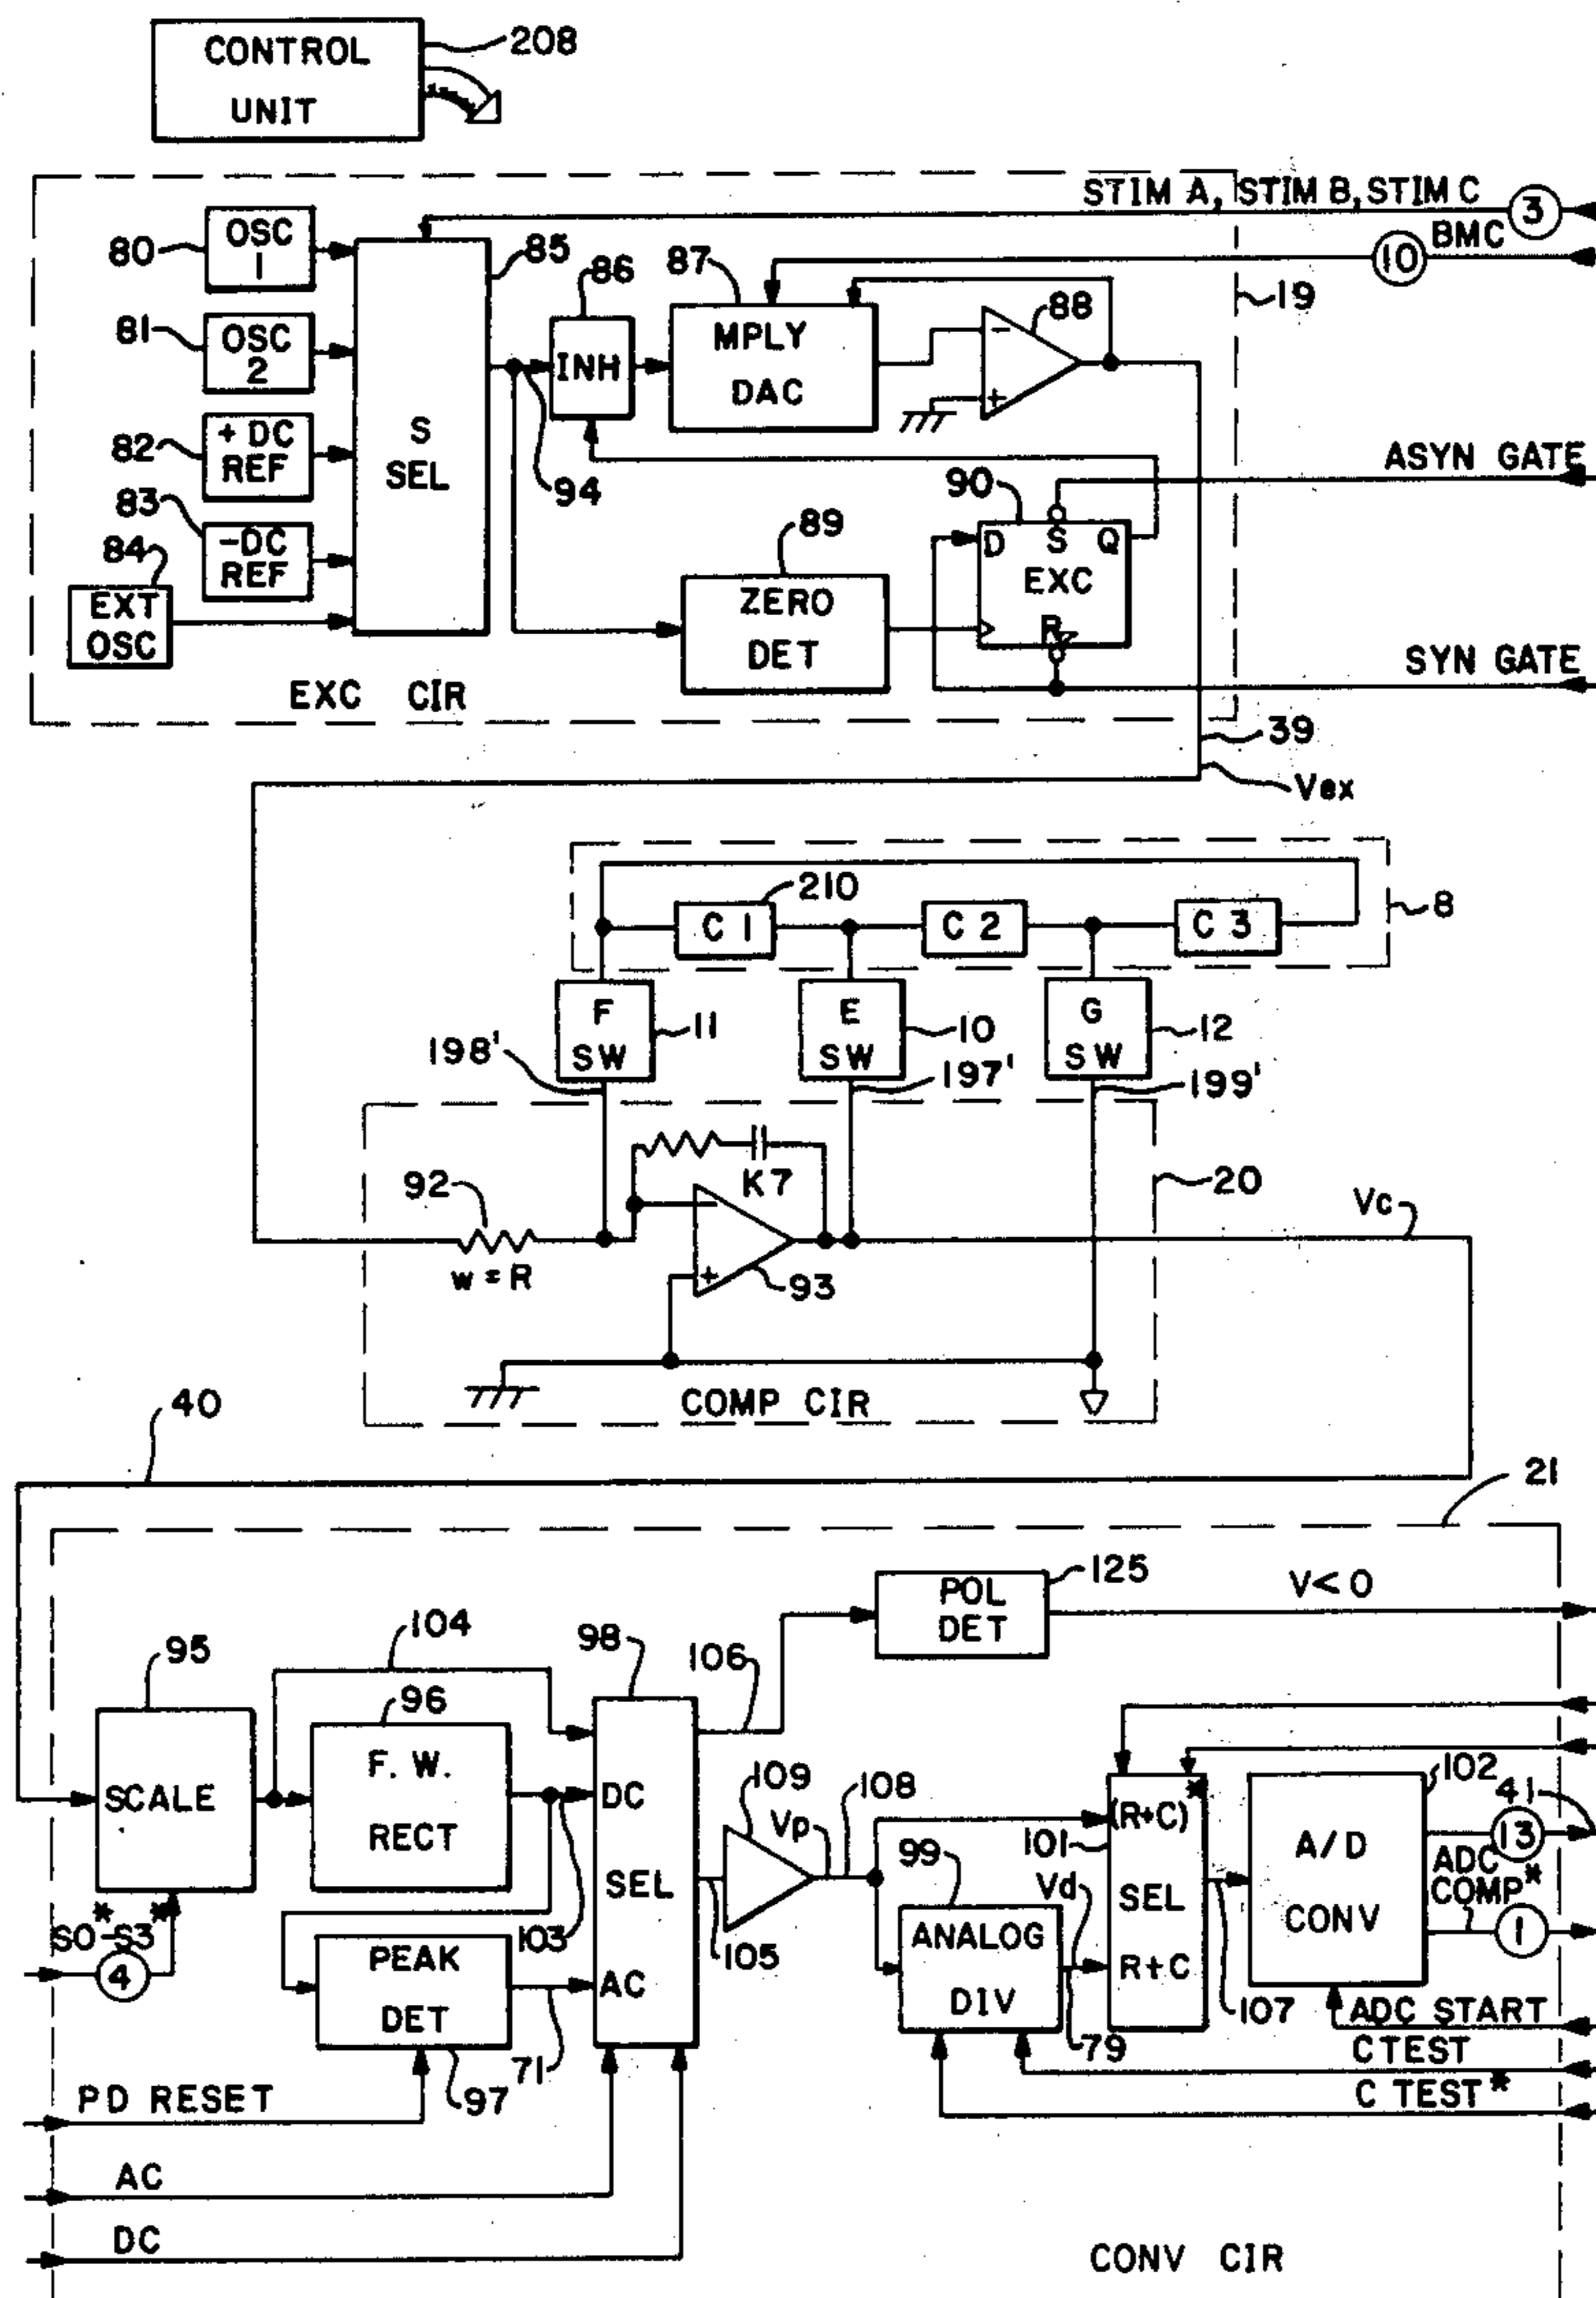 CONTROL
UNIT
208
STIM A, STIM B, STIM C
3
BMC
10
19
80
OSC
1
81
OSC
2
82
+ DC
REF
83
-DC
REF
84
EXT
OSC
S
SEL
85
94
86
INH
87
MPLY
DAC
88
-
+
89
ZERO
DET
90
D S Q
EXC
R
ASYN GATE
SYN GATE
EXC CIR
39
Vex
210
C 1
C 2
C 3
8
F
SW
11
E
SW
10
G
SW
12
198'
197'
199'
92
w = R
K7
-
+
93
20
Vc
COMP CIR
40
21
POL
DET
125
V < 0
104
95
SCALE
S0*-S3*
4
96
F. W.
RECT
103
PEAK
DET
97
71
98
DC
SEL
AC
106
105
109
Vp
108
99
ANALOG
DIV
Vd
79
101
(R+C)*
SEL
R+C
107
102
A/D
CONV
41
13
ADC
COMP*
1
ADC START
C TEST
C TEST*
PD RESET
AC
DC
CONV CIR